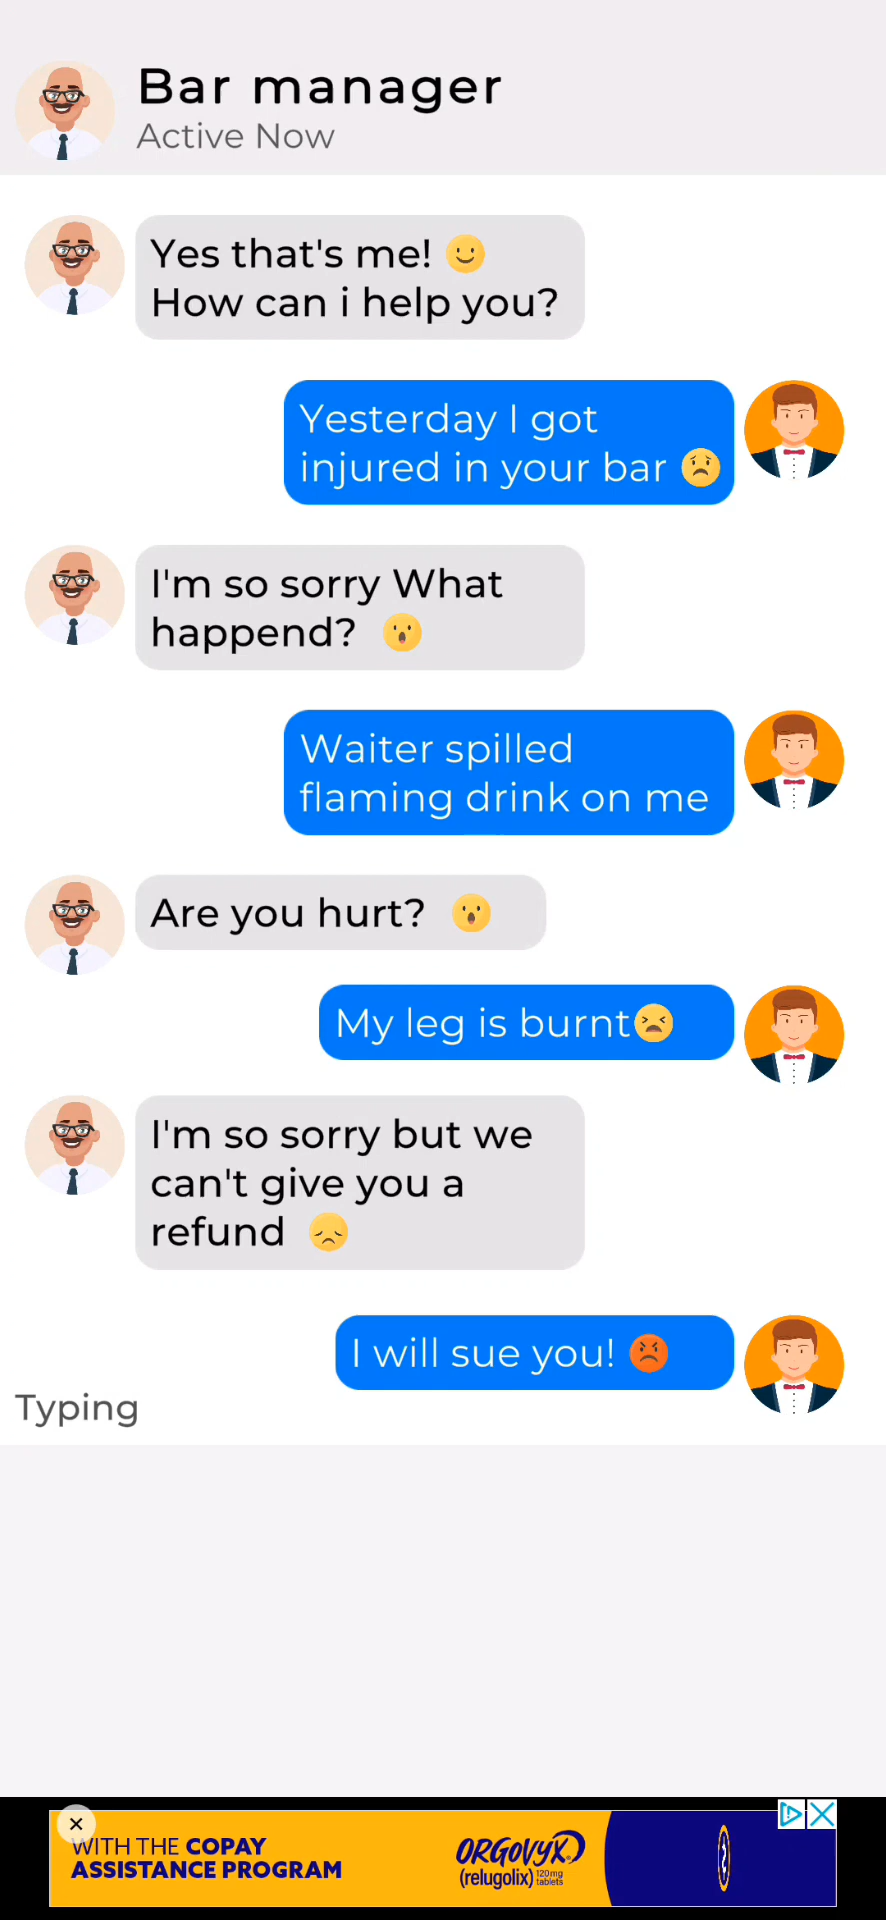 Bar manager
Active Now
Yes that's me! 🙂
How can i help you?
Yesterday I got
injured in your bar 😟
I'm so sorry What
happend? 😮
Waiter spilled
flaming drink on me
Are you hurt? 😮
My leg is burnt😣
I'm so sorry but we
can't give you a
refund 😞
I will sue you! 😡
Typing
WITH THE COPAY
ASSISTANCE PROGRAM
ORGOVYX
(relugolix) 120mg
tablets